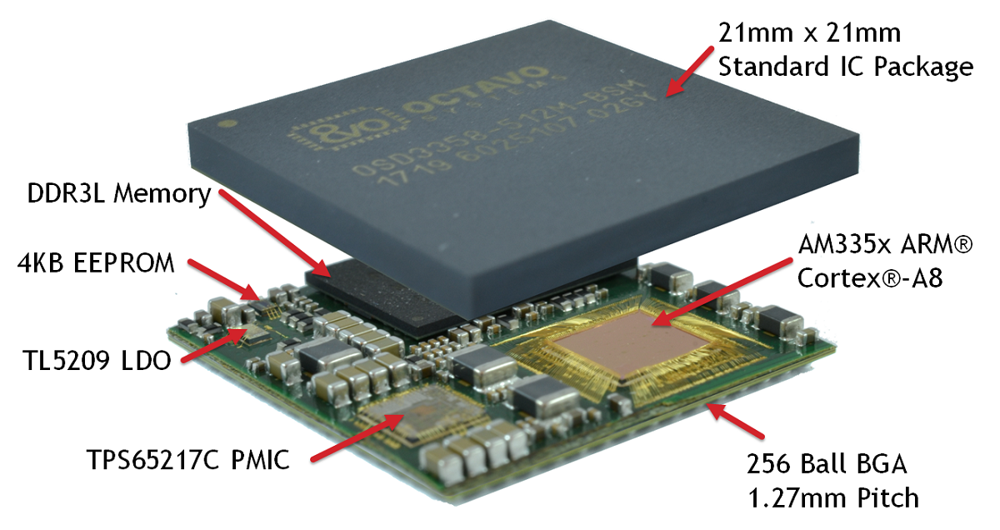 21mm x 21mm
Standard IC Package
OCTAVO
SYSTEMS
OSD3358-512M-BSM
1719 6025107.02GY
DDR3L Memory
4KB EEPROM
AM335x ARM®
Cortex®-A8
TL5209 LDO
TPS65217C PMIC
256 Ball BGA
1.27mm Pitch